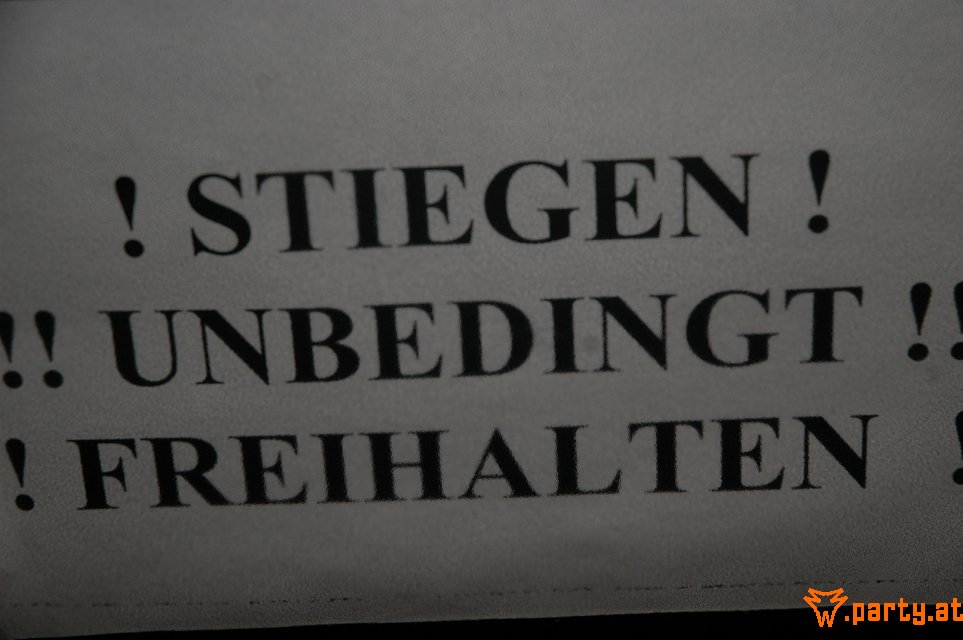 ! STIEGEN !
!! UNBEDINGT !!
! FREIHALTEN !
w.party.at